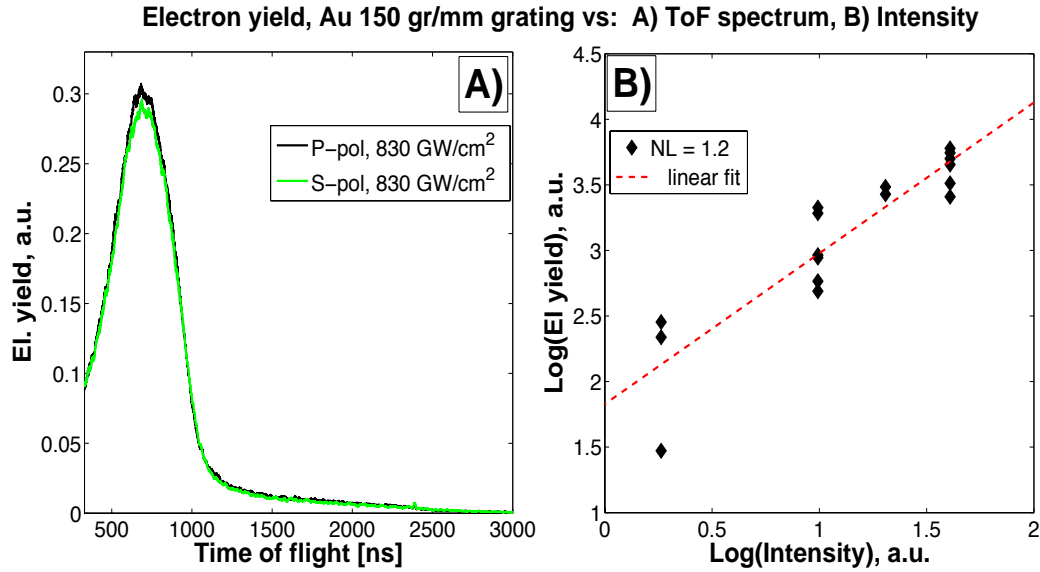 Electron yield, Au 150 gr/mm grating vs: A) ToF spectrum, B) Intensity
A)
P-pol, 830 GW/cm²
S-pol, 830 GW/cm²
El. yield, a.u.
0.3
0.25
0.2
0.15
0.1
0.05
0
500
1000
1500
2000
2500
3000
Time of flight [ns]
B)
NL = 1.2
linear fit
Log(El yield), a.u.
4.5
4
3.5
3
2.5
2
1.5
1
0
0.5
1
1.5
2
Log(Intensity), a.u.